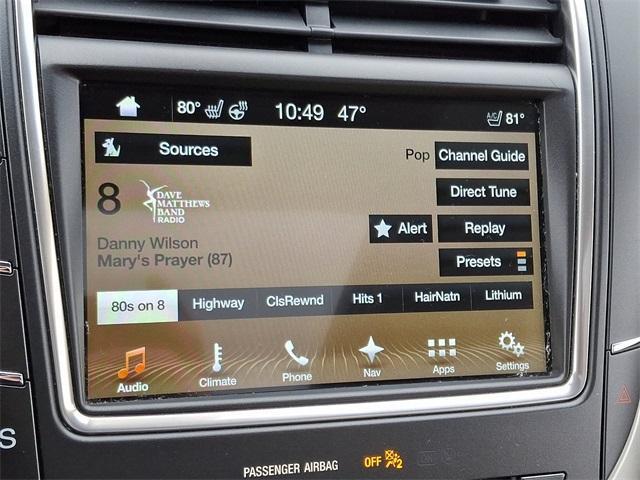 80° 10:49 47° A/C 81°
Sources
Pop Channel Guide
8
DAVE
MATTHEWS
BAND
RADIO
Direct Tune
Alert Replay
Danny Wilson
Mary's Prayer (87)
Presets
80s on 8 Highway ClsRewnd Hits 1 HairNatn Lithium
Audio Climate Phone Nav Apps Settings
S
PASSENGER AIRBAG OFF 2